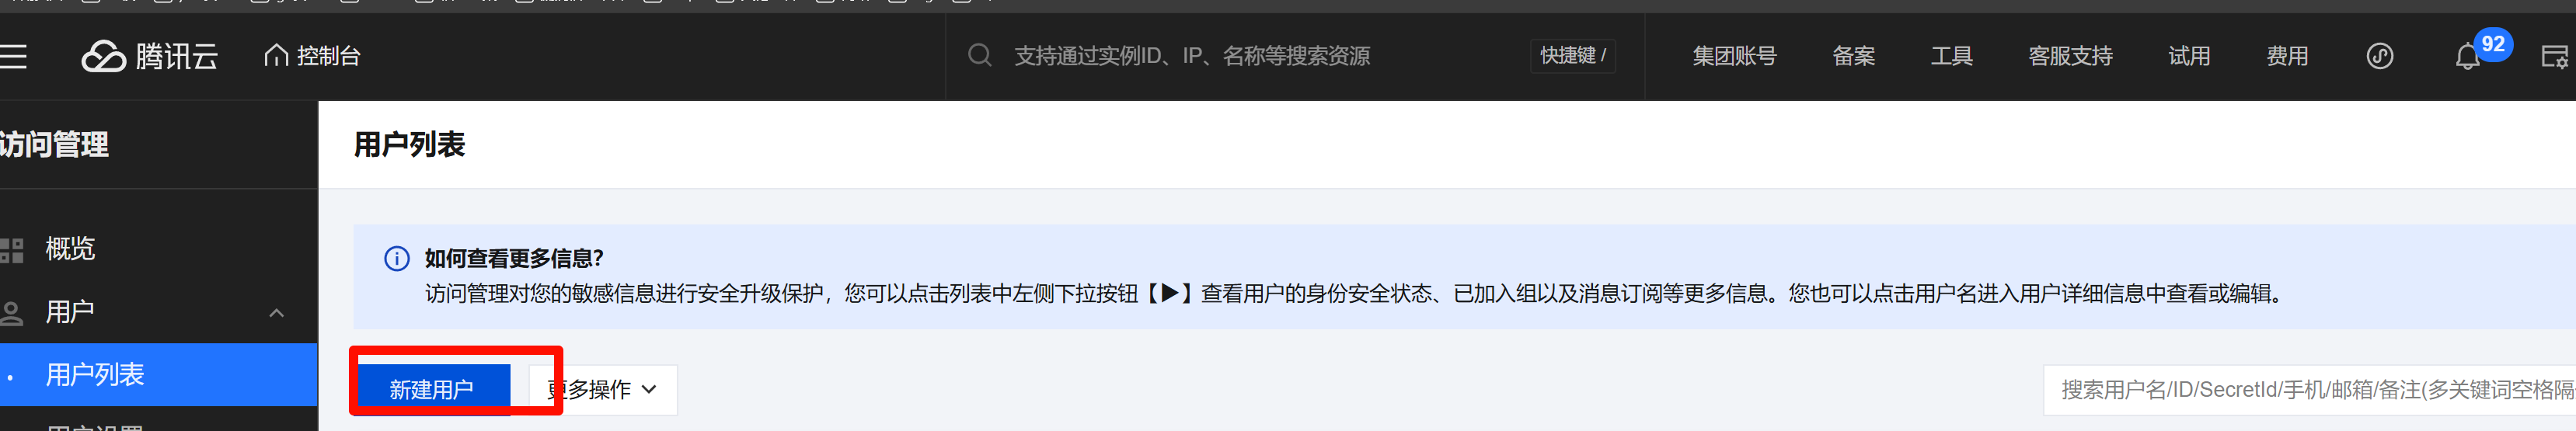 腾讯云
控制台
支持通过实例ID、IP、名称等搜索资源
快捷键 /
集团账号
备案
工具
客服支持
试用
费用
92
访问管理
概览
用户
用户列表
用户列表
如何查看更多信息?
访问管理对您的敏感信息进行安全升级保护，您可以点击列表中左侧下拉按钮【▶】查看用户的身份安全状态、已加入组以及消息订阅等更多信息。您也可以点击用户名进入用户详细信息中查看或编辑。
新建用户
更多操作
搜索用户名/ID/SecretId/手机/邮箱/备注(多关键词空格隔